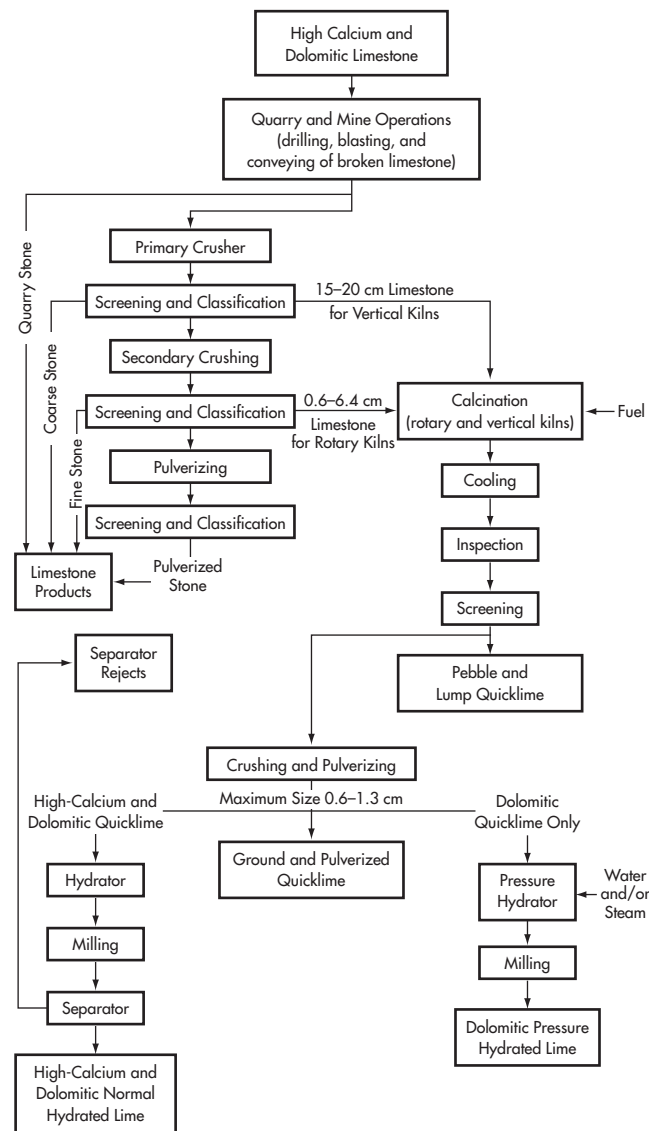 High Calcium and
Dolomitic Limestone
Quarry and Mine Operations
(drilling, blasting, and
conveying of broken limestone)
Quarry Stone
Primary Crusher
Coarse Stone
Screening and Classification
15–20 cm Limestone
for Vertical Kilns
Secondary Crushing
Fine Stone
Screening and Classification
0.6–6.4 cm
Limestone
for Rotary Kilns
Calcination
(rotary and vertical kilns)
Fuel
Pulverizing
Cooling
Screening and Classification
Inspection
Limestone
Products
Pulverized
Stone
Screening
Separator
Rejects
Pebble and
Lump Quicklime
Crushing and Pulverizing
High-Calcium and
Dolomitic Quicklime
Maximum Size 0.6–1.3 cm
Dolomitic
Quicklime Only
Ground and Pulverized
Quicklime
Hydrator
Pressure
Hydrator
Water
and/or
Steam
Milling
Milling
Separator
Dolomitic Pressure
Hydrated Lime
High-Calcium and
Dolomitic Normal
Hydrated Lime